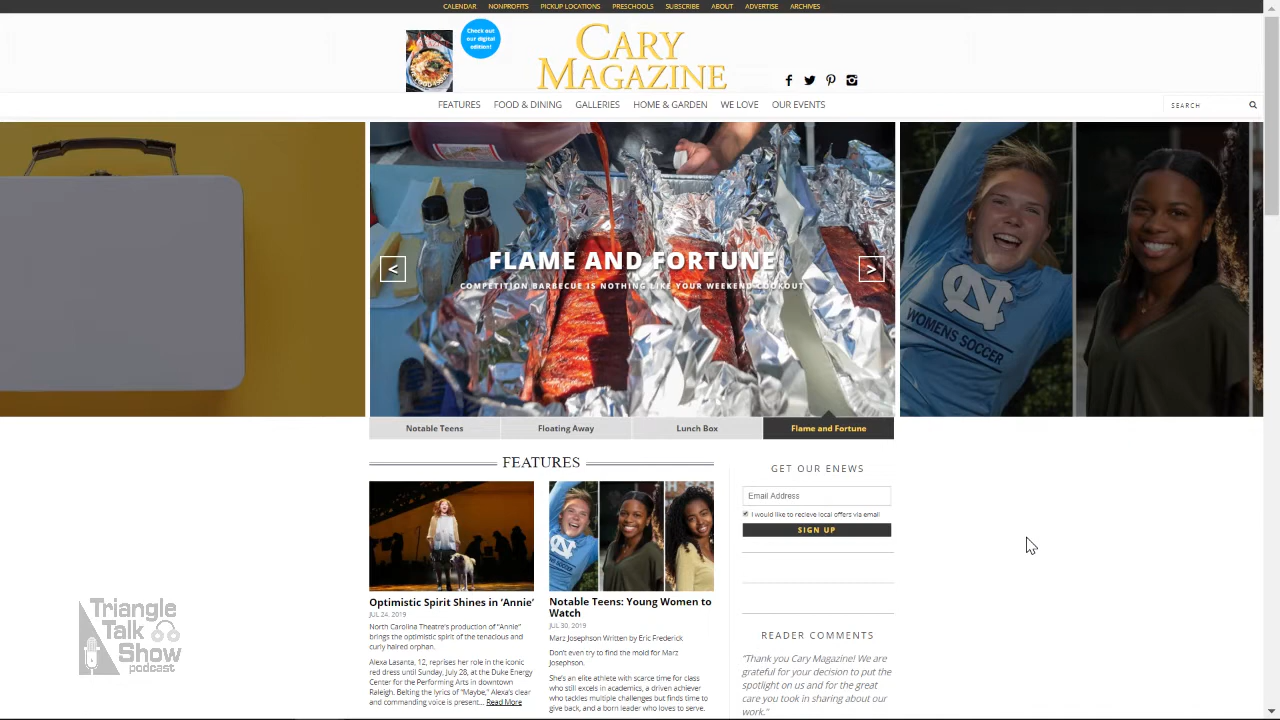 CALENDAR NONPROFITS PICKUP LOCATIONS PRESCHOOLS SUBSCRIBE ABOUT ADVERTISE ARCHIVES
Check out
our digital
edition!
CARY
MAGAZINE
FEATURES FOOD & DINING GALLERIES HOME & GARDEN WE LOVE OUR EVENTS
SEARCH
< FLAME AND FORTUNE >
COMPETITION BARBECUE IS NOTHING LIKE YOUR WEEKEND COOKOUT
WOMENS SOCCER
Notable Teens Floating Away Lunch Box Flame and Fortune
FEATURES
Optimistic Spirit Shines in ‘Annie’
JUL 24, 2019
North Carolina Theatre's production of “Annie”
brings the optimistic spirit of the tenacious and
curly haired orphan.
Alexa Lasanta, 12, reprises her role in the iconic
red dress until Sunday, July 28, at the Duke Energy
Center for the Performing Arts in downtown
Raleigh. Belting the lyrics of “Maybe,” Alexa's clear
and commanding voice is present... Read More
Notable Teens: Young Women to
Watch
JUL 30, 2019
Marz Josephson Written by Eric Frederick
Don't even try to find the mold for Marz
Josephson.
She's an elite athlete with scarce time for class
who still excels in academics, a driven achiever
who tackles multiple challenges but finds time to
give back, and a born leader who loves to serve.
GET OUR ENEWS
Email Address
I would like to recieve local offers via email
SIGN UP
READER COMMENTS
“Thank you Cary Magazine! We are
grateful for your decision to put the
spotlight on us and for the great
care you took in sharing about our
work.”
Triangle
Talk
Show
podcast